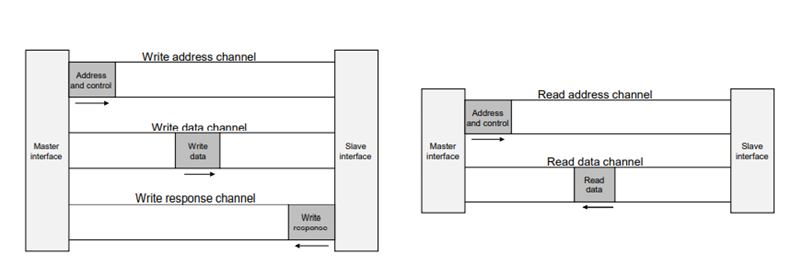 Write address channel
Address
and control
Write data channel
Master
interface
Write
data
Slave
interface
Write response channel
Write
response
Read address channel
Address
and control
Master
interface
Read data channel
Read
data
Slave
interface